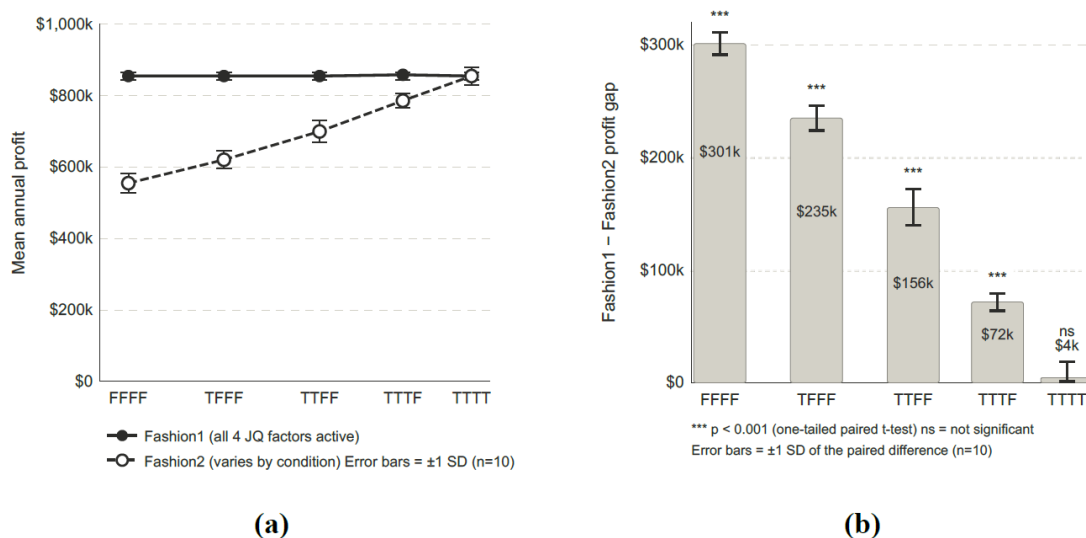 $1,000k
$800k
$600k
$400k
$200k
$0
Mean annual profit
FFFF TFFF TTFF TTTF TTTT
Fashion1 (all 4 JQ factors active)
Fashion2 (varies by condition) Error bars = ±1 SD (n=10)
(a)
$300k
$200k
$100k
$0
Fashion1 − Fashion2 profit gap
***
$301k
***
$235k
***
$156k
***
$72k
ns
$4k
FFFF TFFF TTFF TTTF TTTT
*** p < 0.001 (one-tailed paired t-test) ns = not significant
Error bars = ±1 SD of the paired difference (n=10)
(b)